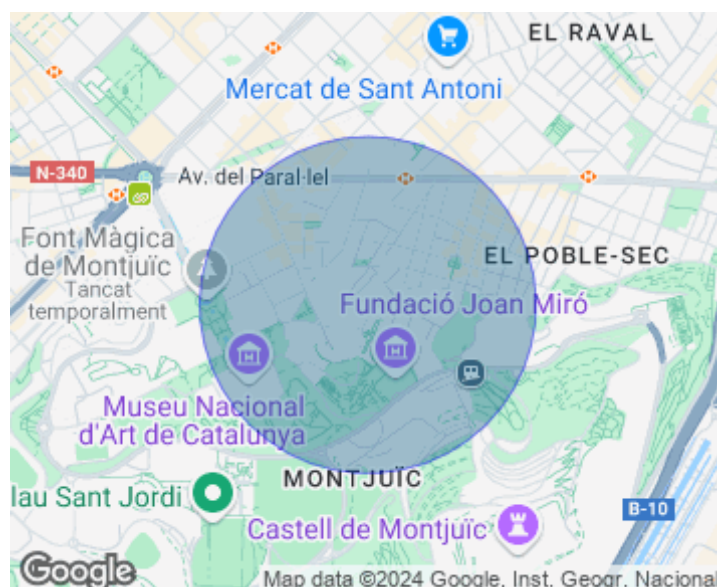 EL RAVAL
Mercat de Sant Antoni
N-340
Av. del Paral·lel
Font Màgica
de Montjuïc
Tancat
temporalment
EL POBLE-SEC
Fundació Joan Miró
Museu Nacional
d'Art de Catalunya
MONTJUÏC
lau Sant Jordi
B-10
Castell de Montjuïc
Google
Map data ©2024 Google, Inst. Geogr. Nacional